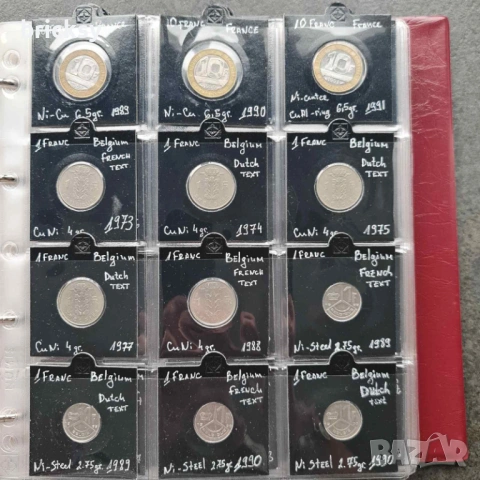 10 FRANC France
10 FRANC France
Ni-Cu 6,5gr. 1989
Ni-Cu 6,5gr. 1990
Ni-center
CuAl-ring 6,5gr. 1991
1 FRANC Belgium
FRENCH
TEXT
CuNi 4gr. 1973
1 FRANC Belgium
Dutch
TEXT
CuNi 4gr. 1974
1 FRANC Belgium
Dutch
TEXT
CuNi 4gr. 1975
1 FRANC Belgium
Dutch
TEXT
CuNi 4gr. 1977
1 FRANC Belgium
FRENCH
TEXT
CuNi 4gr. 1988
1 FRANC Belgium
FRENCH
TEXT
Ni-Steel 2.75gr. 1989
1 FRANC Belgium
Dutch
TEXT
Ni-Steel 2.75gr. 1989
1 FRANC Belgium
FRENCH
TEXT
Ni-Steel 2.75gr. 1990
1 FRANC Belgium
Dutch
TEXT
Ni Steel 2.75gr. 1990
BAZAR